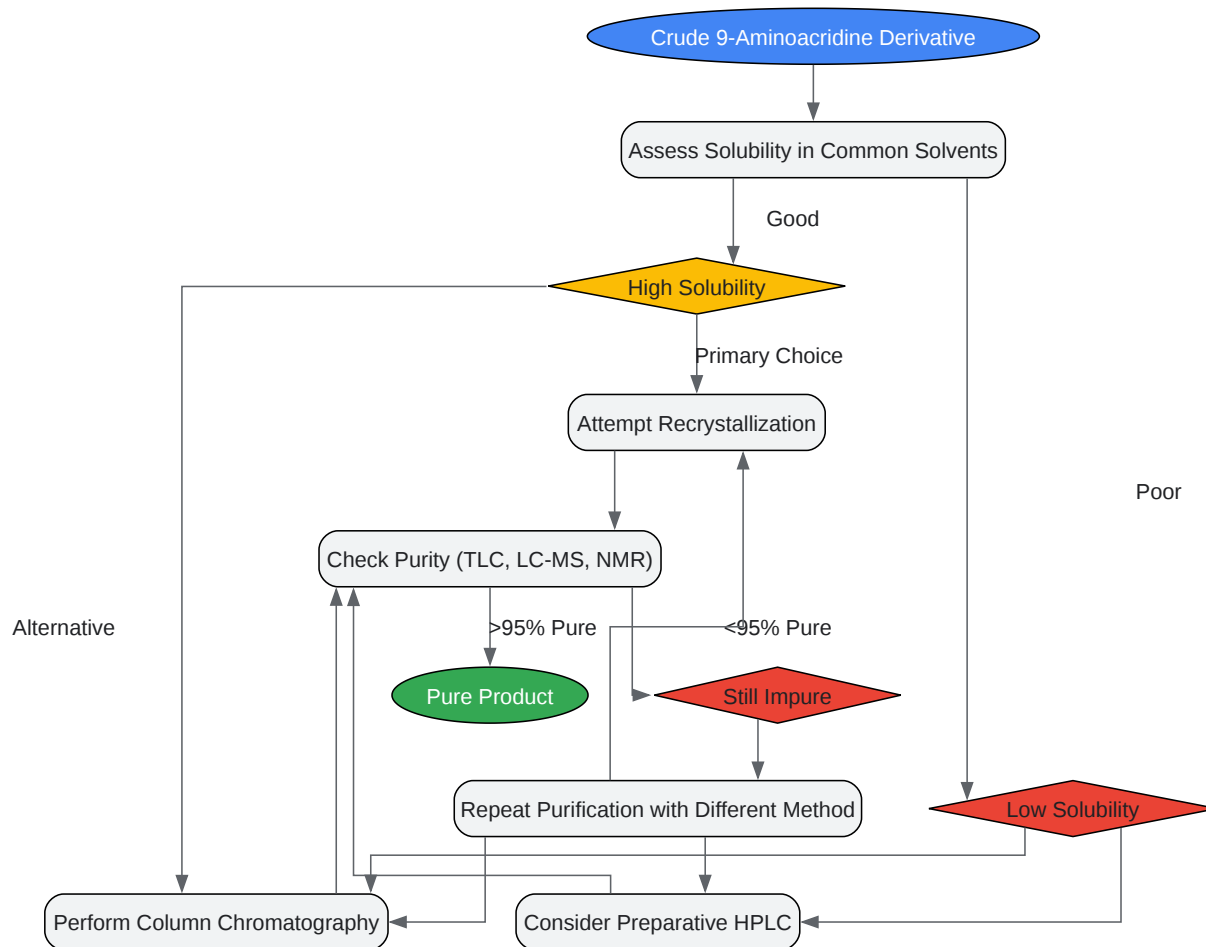 Crude 9-Aminoacridine Derivative
Assess Solubility in Common Solvents
Good
High Solubility
Primary Choice
Attempt Recrystallization
Poor
Check Purity (TLC, LC-MS, NMR)
Alternative
>95% Pure
<95% Pure
Pure Product
Still Impure
Repeat Purification with Different Method
Low Solubility
Perform Column Chromatography
Consider Preparative HPLC